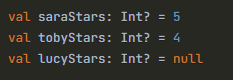 val saraStars: Int? = 5
val tobyStars: Int? = 4
val lucyStars: Int? = null